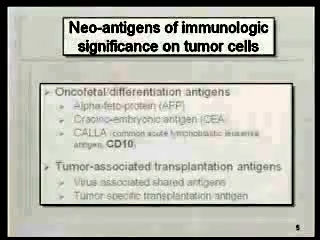 Neo-antigens of immunologic
significance on tumor cells
Oncofetal/differentiation antigens
Alpha-feto-protein (AFP)
Cracino-embryonic antigen (CEA
CALLA (common acute lymphoblastic leukemia
antigen, CD10)
Tumor-associated transplantation antigens
Virus associated shared antigens
Tumor specific transplantation antigen
5